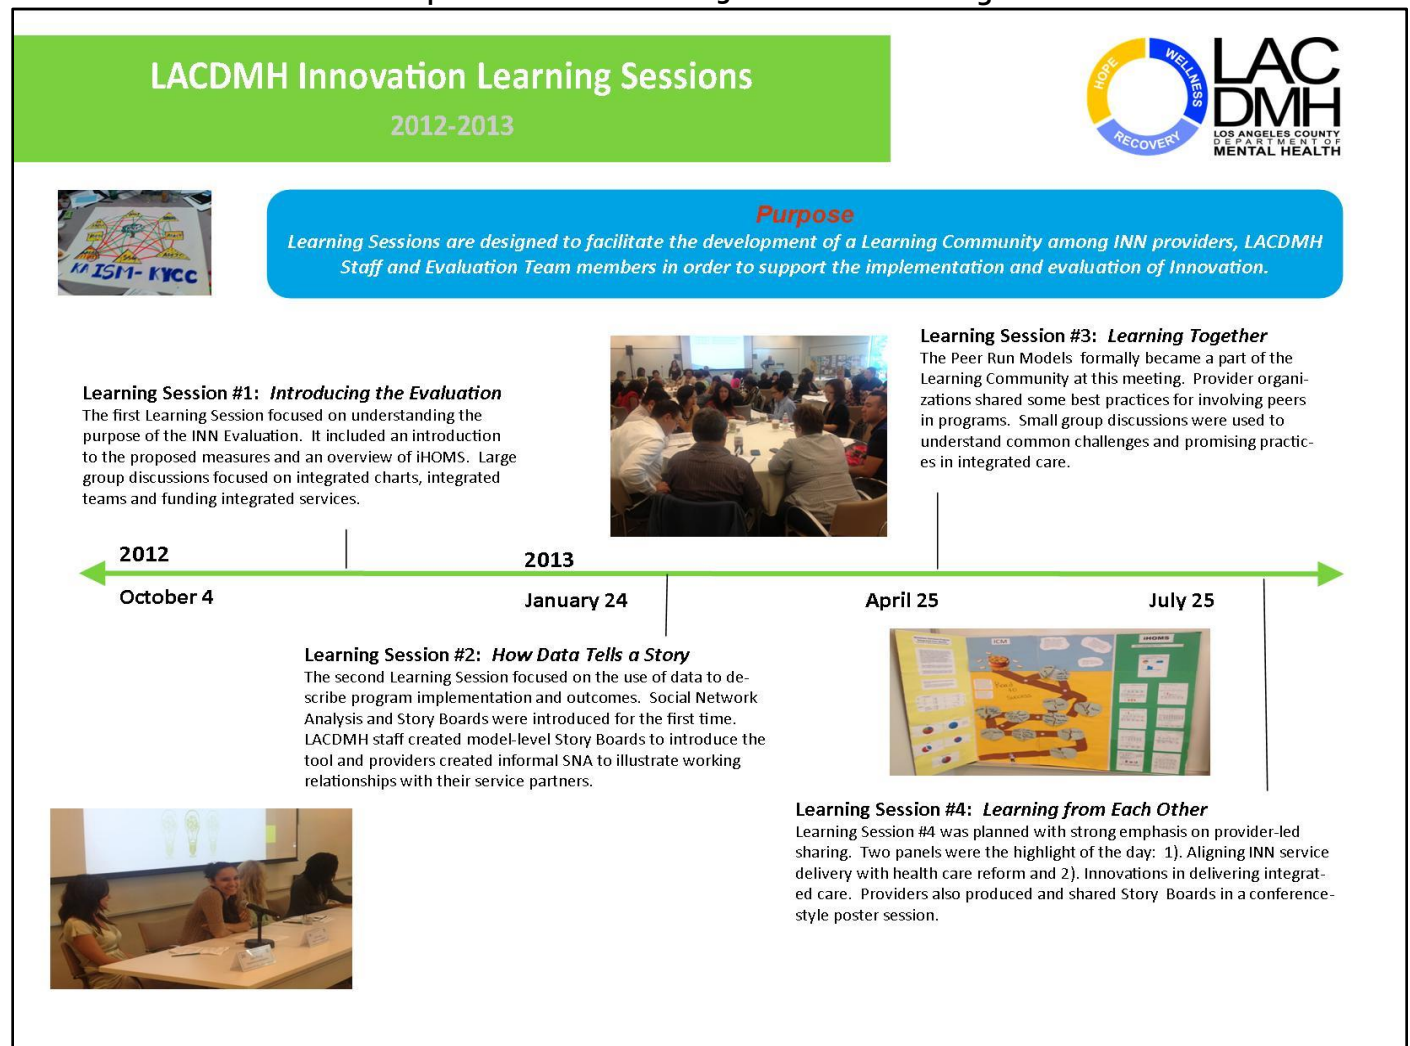 LACDMH Innovation Learning Sessions
2012-2013
HOPE
WELLNESS
RECOVERY
LAC
DMH
LOS ANGELES COUNTY
DEPARTMENT OF
MENTAL HEALTH
KAISM- KYCC
Purpose
Learning Sessions are designed to facilitate the development of a Learning Community among INN providers, LACDMH
Staff and Evaluation Team members in order to support the implementation and evaluation of Innovation.
Learning Session #1: Introducing the Evaluation
The first Learning Session focused on understanding the
purpose of the INN Evaluation. It included an introduction
to the proposed measures and an overview of iHOMS. Large
group discussions focused on integrated charts, integrated
teams and funding integrated services.
Learning Session #3: Learning Together
The Peer Run Models formally became a part of the
Learning Community at this meeting. Provider organi-
zations shared some best practices for involving peers
in programs. Small group discussions were used to
understand common challenges and promising practic-
es in integrated care.
2012
2013
October 4
January 24
April 25
July 25
Learning Session #2: How Data Tells a Story
The second Learning Session focused on the use of data to de-
scribe program implementation and outcomes. Social Network
Analysis and Story Boards were introduced for the first time.
LACDMH staff created model-level Story Boards to introduce the
tool and providers created informal SNA to illustrate working
relationships with their service partners.
ICM
iHOMS
Learning Session #4: Learning from Each Other
Learning Session #4 was planned with strong emphasis on provider-led
sharing. Two panels were the highlight of the day: 1). Aligning INN service
delivery with health care reform and 2). Innovations in delivering integrat-
ed care. Providers also produced and shared Story Boards in a conference-
style poster session.